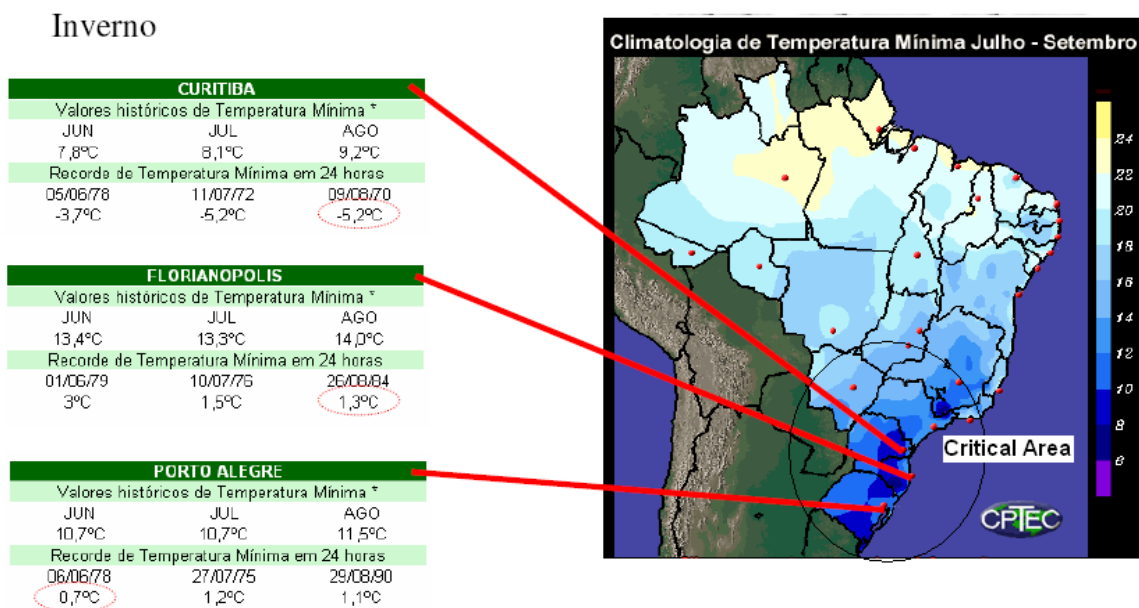 Inverno
CURITIBA
Valores históricos de Temperatura Mínima *
JUN JUL AGO
7,8ºC 8,1ºC 9,2ºC
Recorde de Temperatura Mínima em 24 horas
05/06/78 11/07/72 09/08/70
-3,7ºC -5,2ºC -5,2ºC
FLORIANOPOLIS
Valores históricos de Temperatura Mínima *
JUN JUL AGO
13,4ºC 13,3ºC 14,0ºC
Recorde de Temperatura Mínima em 24 horas
01/06/79 10/07/76 26/08/84
3ºC 1,5ºC 1,3ºC
PORTO ALEGRE
Valores históricos de Temperatura Mínima *
JUN JUL AGO
10,7ºC 10,7ºC 11,5ºC
Recorde de Temperatura Mínima em 24 horas
06/06/78 27/07/75 29/08/90
0,7ºC 1,2ºC 1,1ºC
Climatologia de Temperatura Mínima Julho - Setembro
24
22
20
18
16
14
12
10
8
6
Critical Area
CPTEC